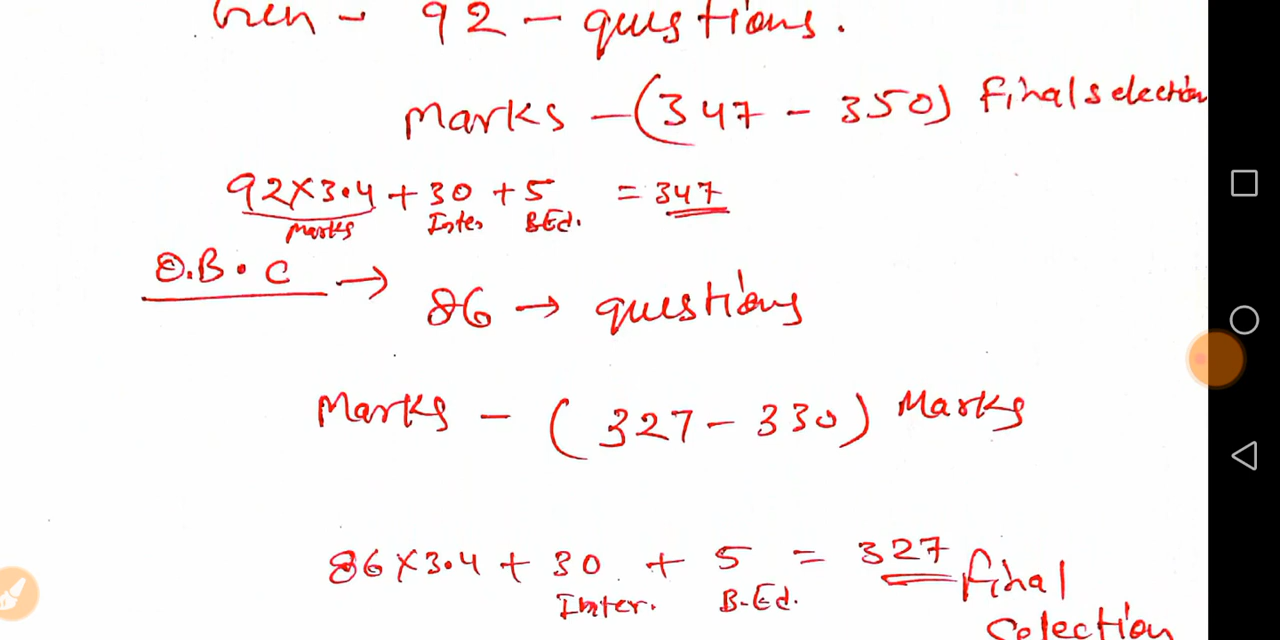 Gen - 92 - questions.
Marks - (347 - 350) Final selection
92×3.4 + 30 + 5 = 347
Marks Inter B.Ed.
O.B.C → 86 → questions
Marks - (327 - 330) Marks
86×3.4 + 30 + 5 = 327 Final
Inter. B.Ed. Selection